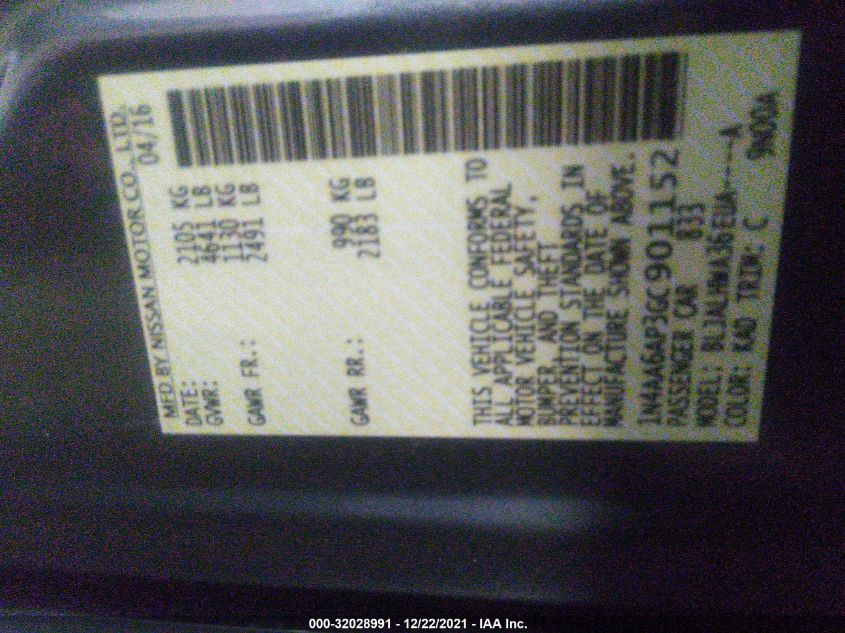 MFD BY NISSAN MOTOR CO., LTD.
DATE: 04/16
GVWR: 2105 KG
4641 LB
GAWR FR.: 1130 KG
2491 LB
GAWR RR.: 990 KG
2183 LB
THIS VEHICLE CONFORMS TO
ALL APPLICABLE FEDERAL
MOTOR VEHICLE SAFETY,
BUMPER, AND THEFT
PREVENTION STANDARDS IN
EFFECT ON THE DATE OF
MANUFACTURE SHOWN ABOVE.
1N4AA6AP3GC901152
PASSENGER CAR 833
MODEL: BLJALHWA36EUA----A
COLOR: KAD TRIM: C 9N00A
000-32028991 - 12/22/2021 - IAA Inc.